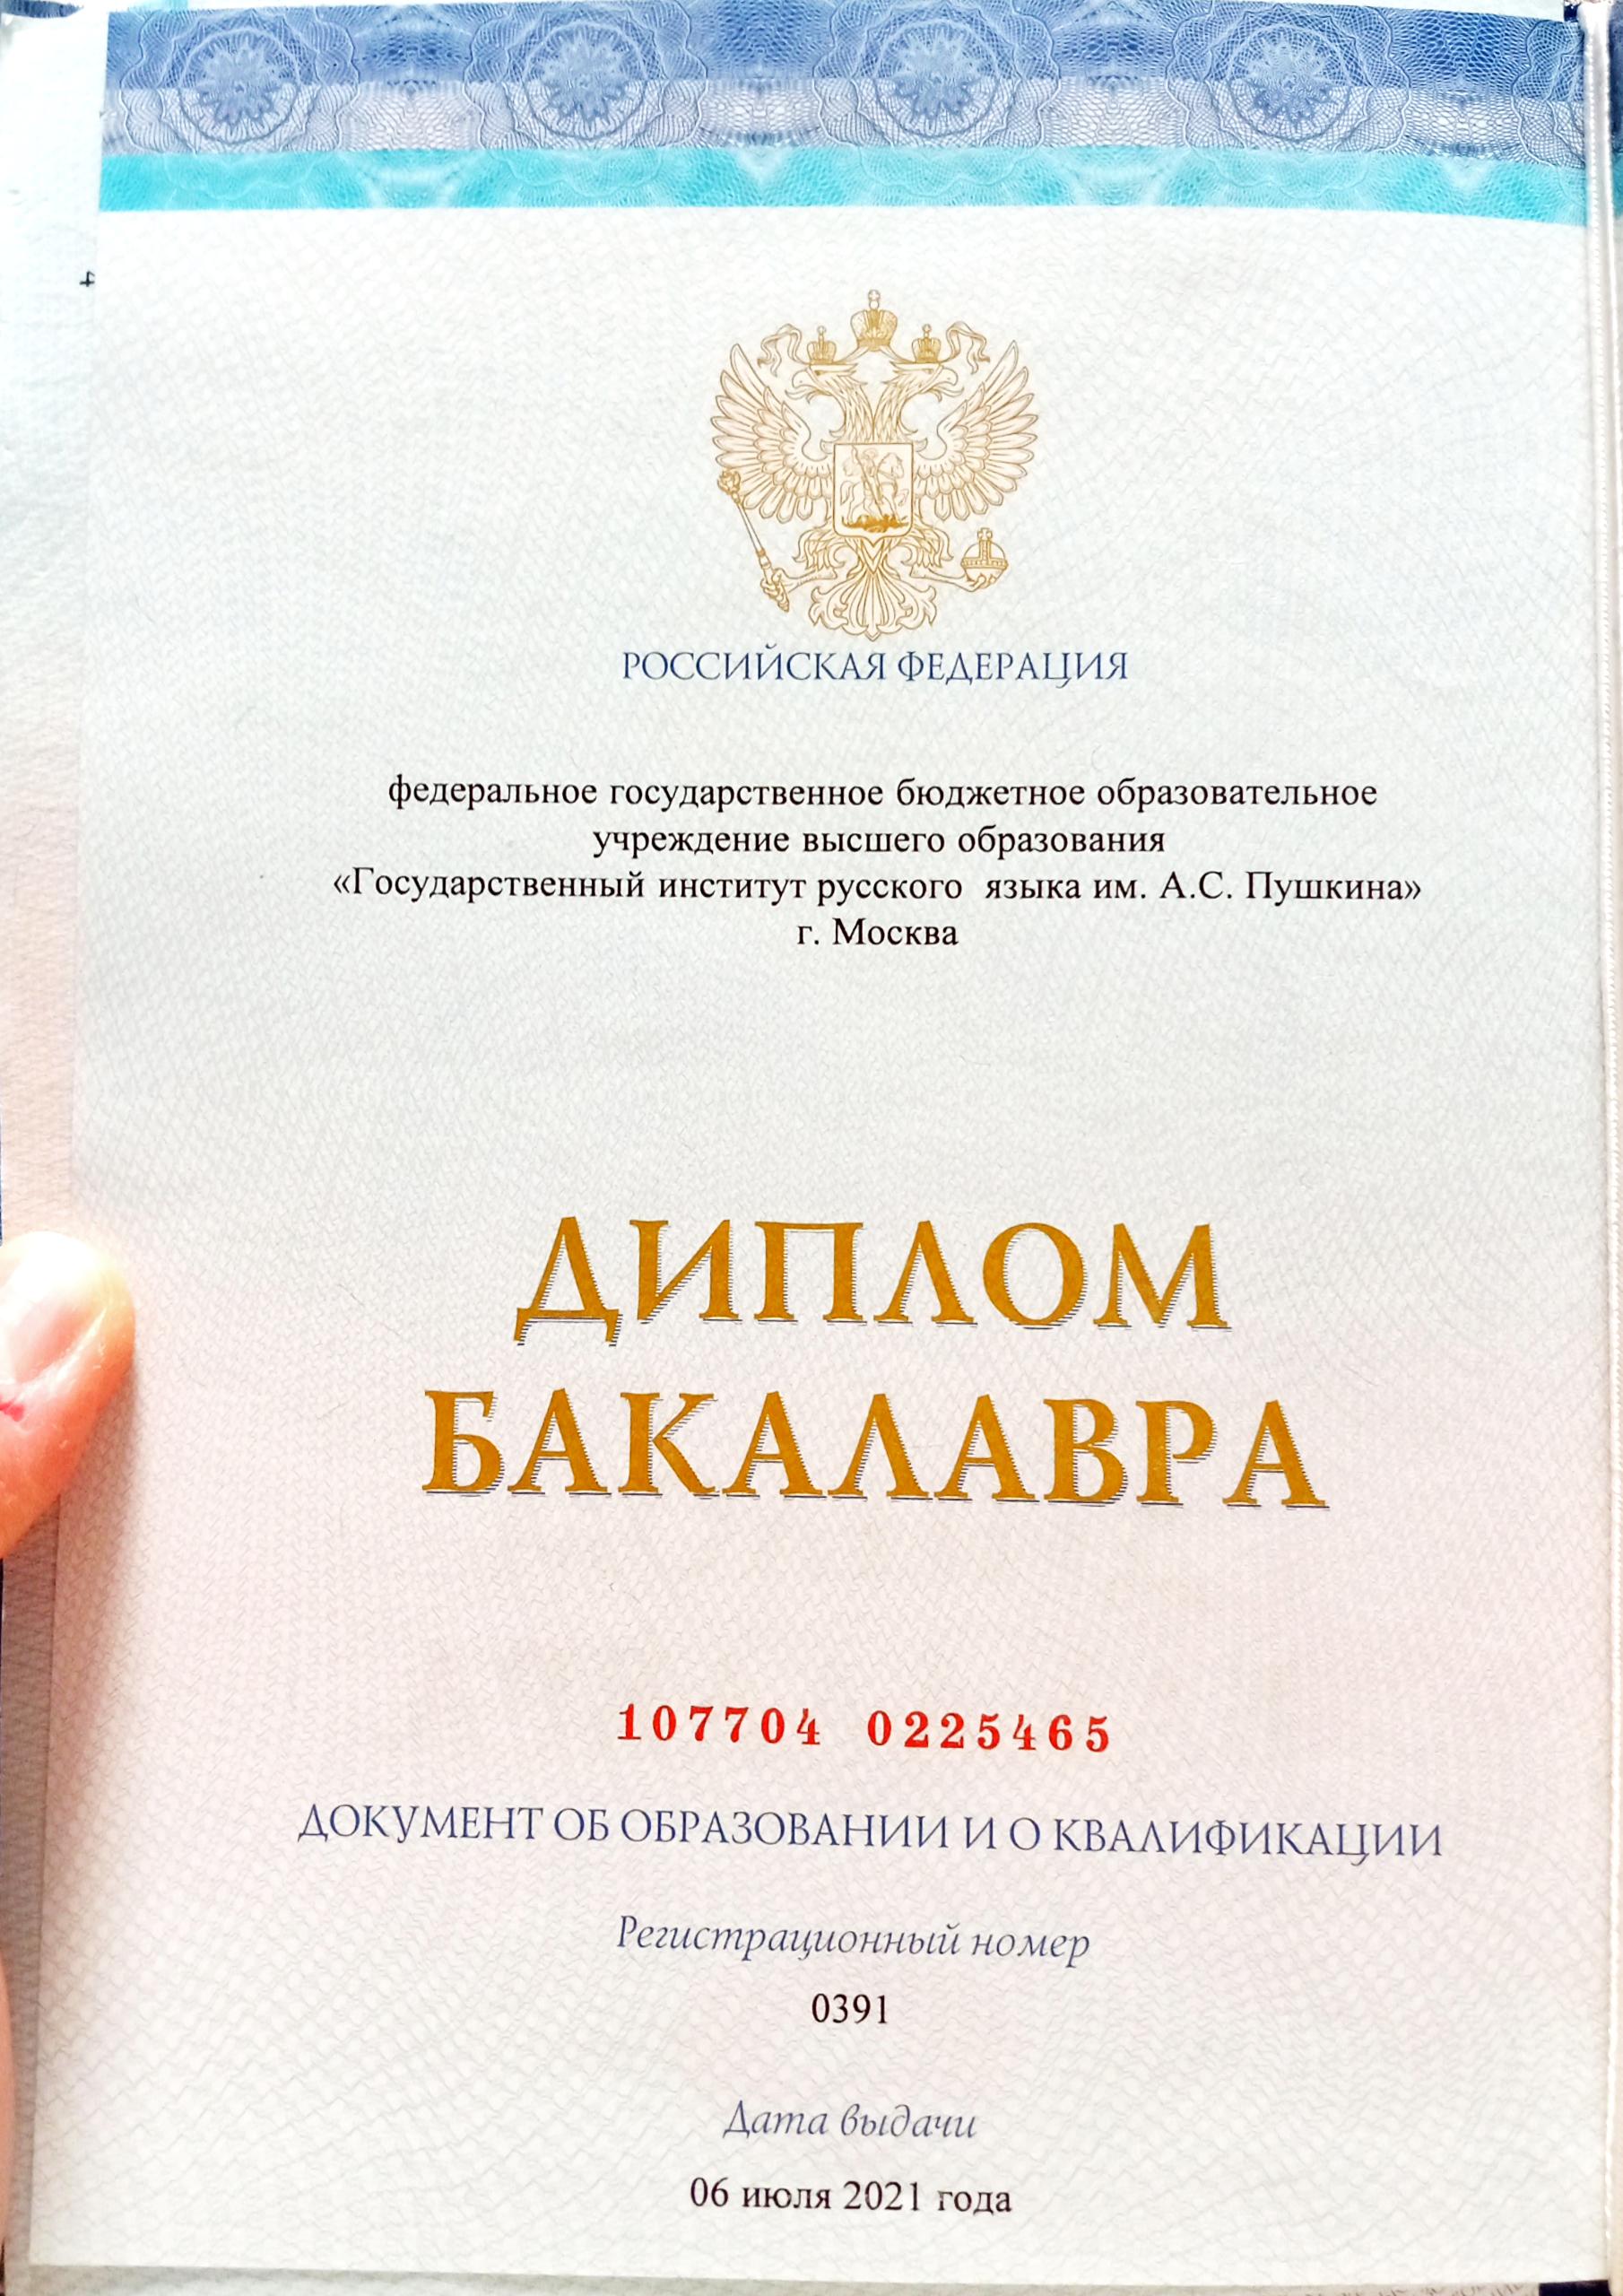 РОССИЙСКАЯ ФЕДЕРАЦИЯ
федеральное государственное бюджетное образовательное
учреждение высшего образования
«Государственный институт русского языка им. А.С. Пушкина»
г. Москва
ДИПЛОМ
БАКАЛАВРА
107704 0225465
ДОКУМЕНТ ОБ ОБРАЗОВАНИИ И О КВАЛИФИКАЦИИ
Регистрационный номер
0391
Дата выдачи
06 июля 2021 года